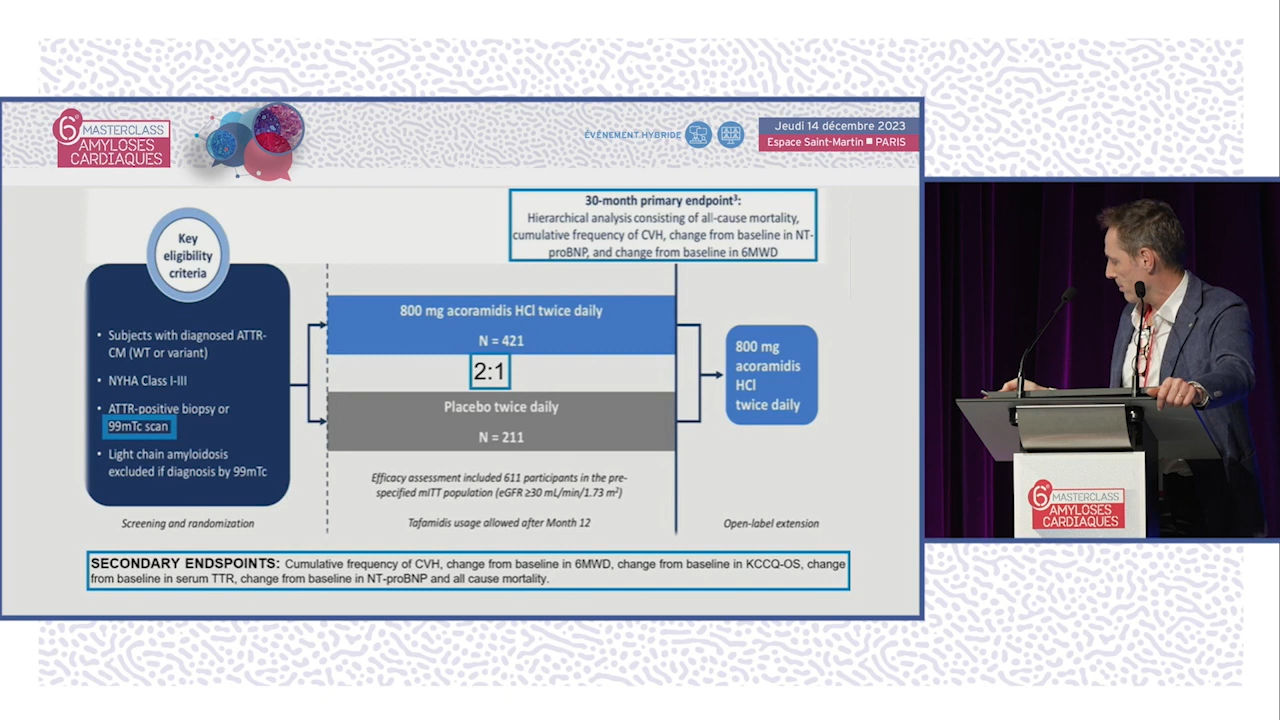 6e
MASTERCLASS
AMYLOSES
CARDIAQUES
ÉVÉNEMENT HYBRIDE
Jeudi 14 décembre 2023
Espace Saint-Martin ■ PARIS
30-month primary endpoint³:
Hierarchical analysis consisting of all-cause mortality,
cumulative frequency of CVH, change from baseline in NT-
proBNP, and change from baseline in 6MWD
Key
eligibility
criteria
• Subjects with diagnosed ATTR-
CM (WT or variant)
• NYHA Class I-III
• ATTR-positive biopsy or
99mTc scan
• Light chain amyloidosis
excluded if diagnosis by 99mTc
Screening and randomization
800 mg acoramidis HCl twice daily
N = 421
2:1
Placebo twice daily
N = 211
Efficacy assessment included 611 participants in the pre-
specified mITT population (eGFR ≥30 mL/min/1.73 m²)
Tafamidis usage allowed after Month 12
800 mg
acoramidis
HCl
twice daily
Open-label extension
SECONDARY ENDSPOINTS: Cumulative frequency of CVH, change from baseline in 6MWD, change from baseline in KCCQ-OS, change
from baseline in serum TTR, change from baseline in NT-proBNP and all cause mortality.
6e
MASTERCLASS
AMYLOSES
CARDIAQUES